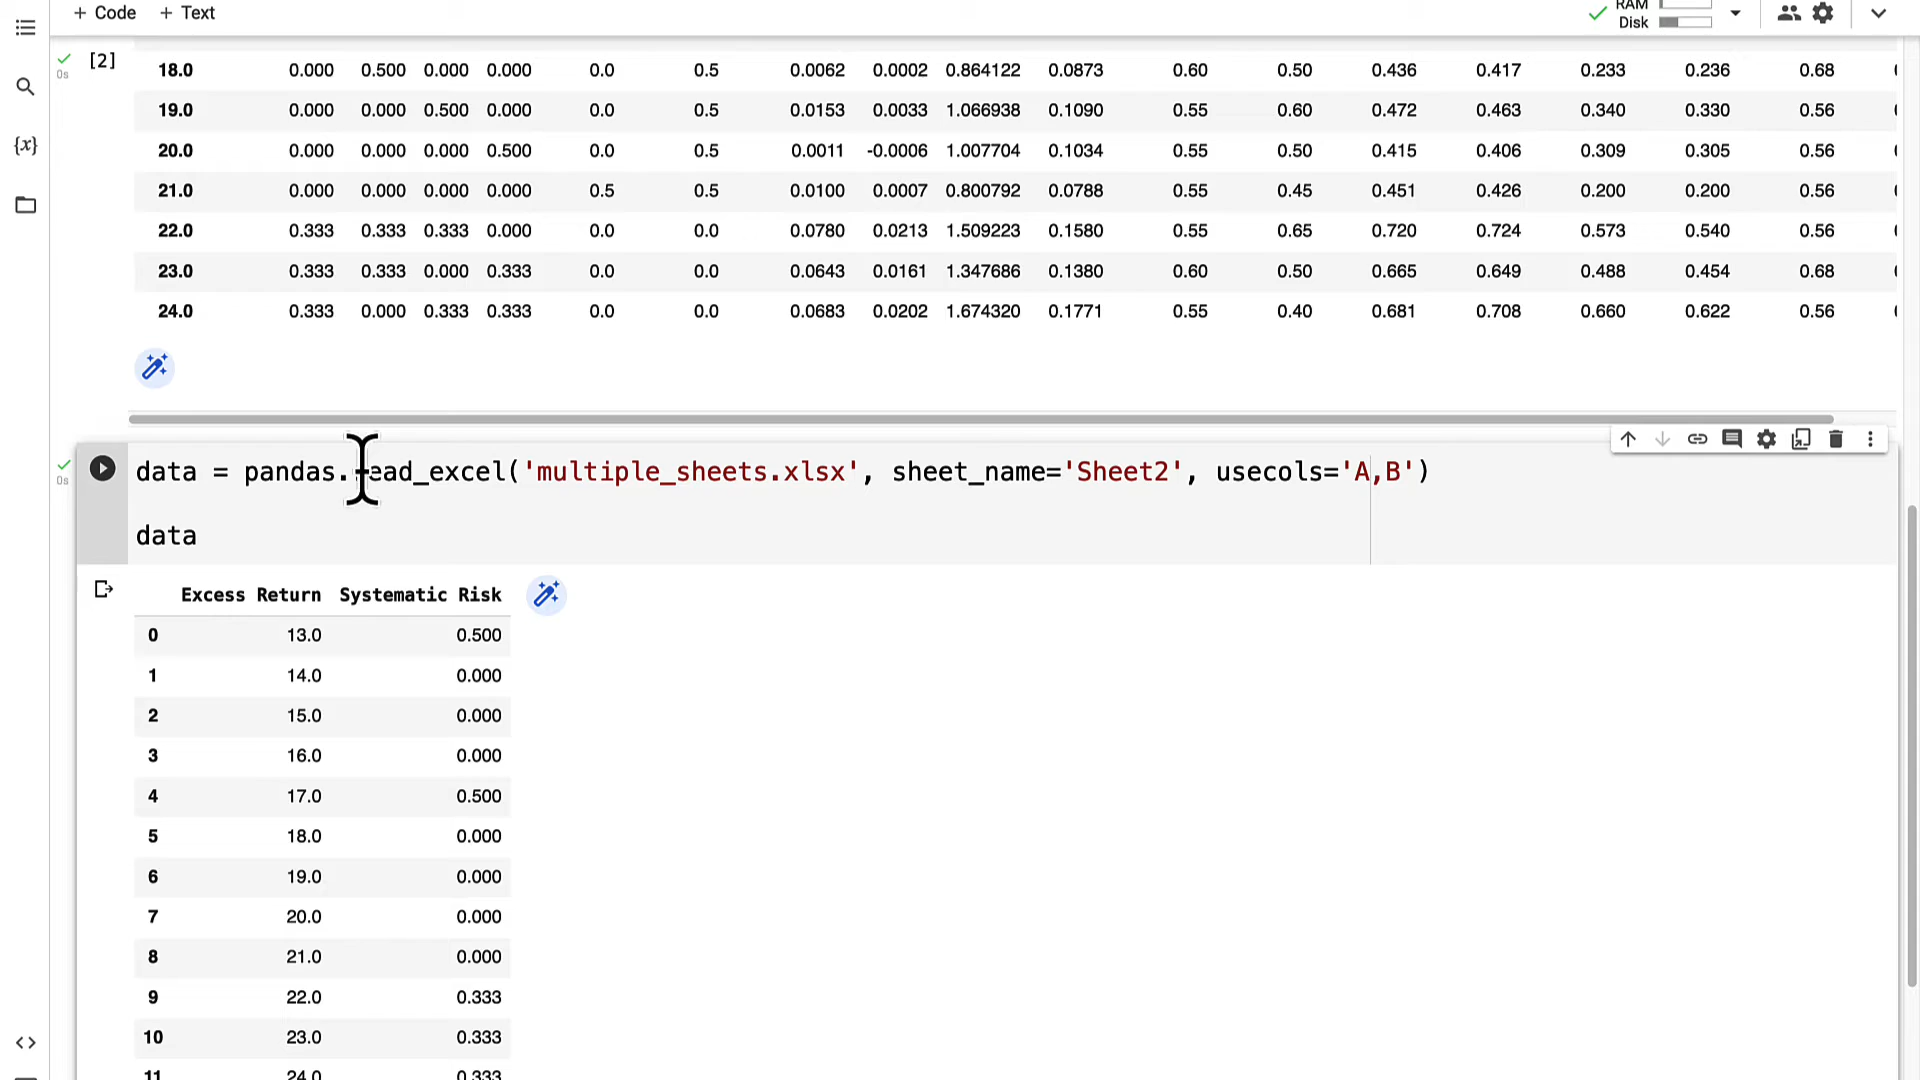 + Code + Text
RAM
Disk
[2]
0s
18.0 0.000 0.500 0.000 0.000 0.0 0.5 0.0062 0.0002 0.864122 0.0873 0.60 0.50 0.436 0.417 0.233 0.236 0.68
19.0 0.000 0.000 0.500 0.000 0.0 0.5 0.0153 0.0033 1.066938 0.1090 0.55 0.60 0.472 0.463 0.340 0.330 0.56
20.0 0.000 0.000 0.000 0.500 0.0 0.5 0.0011 -0.0006 1.007704 0.1034 0.55 0.50 0.415 0.406 0.309 0.305 0.56
21.0 0.000 0.000 0.000 0.000 0.5 0.5 0.0100 0.0007 0.800792 0.0788 0.55 0.45 0.451 0.426 0.200 0.200 0.56
22.0 0.333 0.333 0.333 0.000 0.0 0.0 0.0780 0.0213 1.509223 0.1580 0.55 0.65 0.720 0.724 0.573 0.540 0.56
23.0 0.333 0.333 0.000 0.333 0.0 0.0 0.0643 0.0161 1.347686 0.1380 0.60 0.50 0.665 0.649 0.488 0.454 0.68
24.0 0.333 0.000 0.333 0.333 0.0 0.0 0.0683 0.0202 1.674320 0.1771 0.55 0.40 0.681 0.708 0.660 0.622 0.56
0s
data = pandas.read_excel('multiple_sheets.xlsx', sheet_name='Sheet2', usecols='A,B')
data
Excess Return Systematic Risk
0 13.0 0.500
1 14.0 0.000
2 15.0 0.000
3 16.0 0.000
4 17.0 0.500
5 18.0 0.000
6 19.0 0.000
7 20.0 0.000
8 21.0 0.000
9 22.0 0.333
10 23.0 0.333
11 24.0 0.333